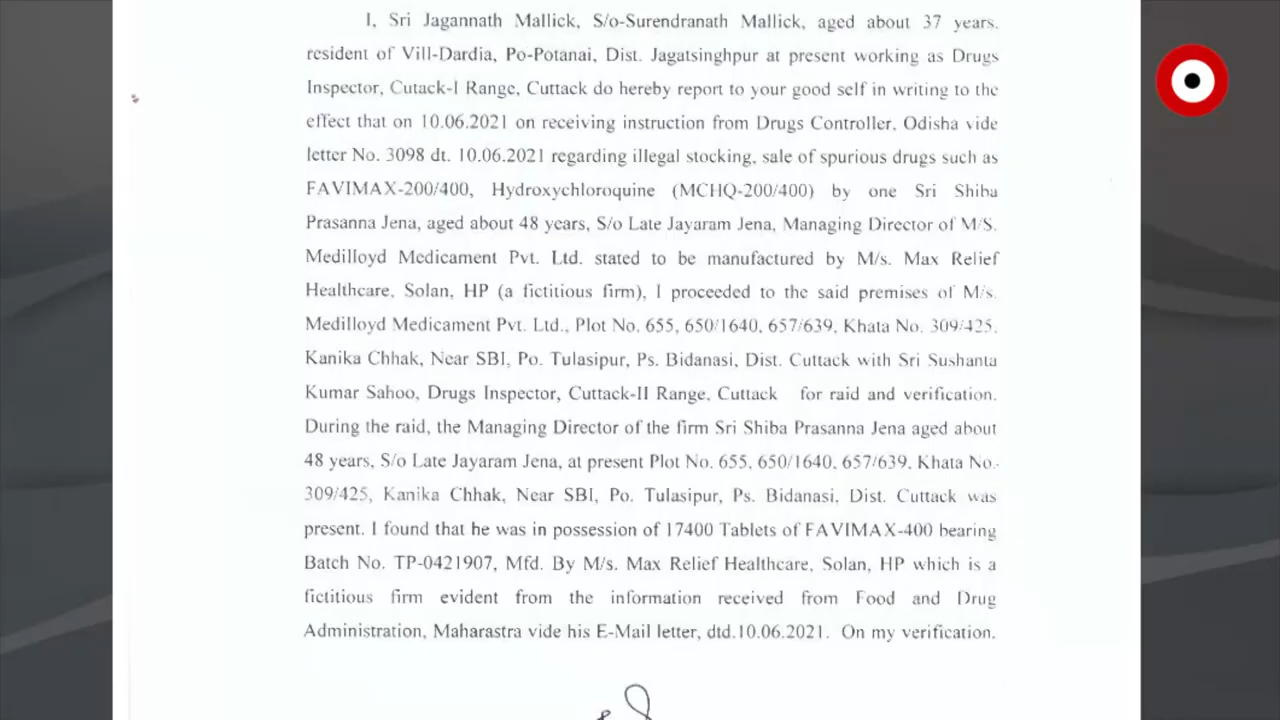 I, Sri Jagannath Mallick, S/o-Surendranath Mallick, aged about 37 years.
resident of Vill-Dardia, Po-Potanai, Dist. Jagatsinghpur at present working as Drugs
Inspector, Cutack-I Range, Cuttack do hereby report to your good self in writing to the
effect that on 10.06.2021 on receiving instruction from Drugs Controller, Odisha vide
letter No. 3098 dt. 10.06.2021 regarding illegal stocking, sale of spurious drugs such as
FAVIMAX-200/400, Hydroxychloroquine (MCHQ-200/400) by one Sri Shiba
Prasanna Jena, aged about 48 years, S/o Late Jayaram Jena, Managing Director of M/S.
Medilloyd Medicament Pvt. Ltd. stated to be manufactured by M/s. Max Relief
Healthcare, Solan, HP (a fictitious firm), I proceeded to the said premises of M/s.
Medilloyd Medicament Pvt. Ltd., Plot No. 655, 650/1640, 657/639, Khata No. 309/425,
Kanika Chhak, Near SBI, Po. Tulasipur, Ps. Bidanasi, Dist. Cuttack with Sri Sushanta
Kumar Sahoo, Drugs Inspector, Cuttack-II Range, Cuttack for raid and verification.
During the raid, the Managing Director of the firm Sri Shiba Prasanna Jena aged about
48 years, S/o Late Jayaram Jena, at present Plot No. 655, 650/1640, 657/639, Khata No.-
309/425, Kanika Chhak, Near SBI, Po. Tulasipur, Ps. Bidanasi, Dist. Cuttack was
present. I found that he was in possession of 17400 Tablets of FAVIMAX-400 bearing
Batch No. TP-0421907, Mfd. By M/s. Max Relief Healthcare, Solan, HP which is a
fictitious firm evident from the information received from Food and Drug
Administration, Maharastra vide his E-Mail letter, dtd.10.06.2021. On my verification.